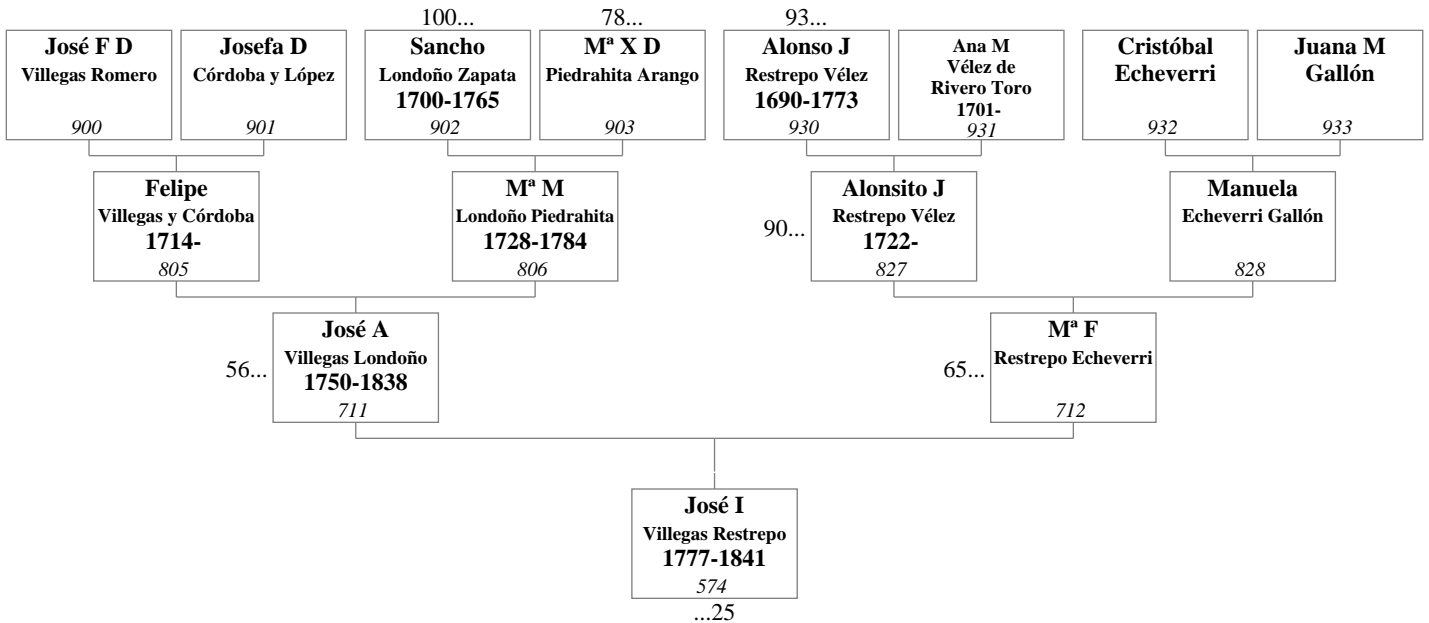 100...
78...
93...
José F D
Villegas Romero
900
Josefa D
Córdoba y López
901
Sancho
Londoño Zapata
1700-1765
902
Mª X D
Piedrahita Arango
903
Alonso J
Restrepo Vélez
1690-1773
930
Ana M
Vélez de
Rivero Toro
1701-
931
Cristóbal
Echeverri
932
Juana M
Gallón
933
Felipe
Villegas y Córdoba
1714-
805
Mª M
Londoño Piedrahita
1728-1784
806
90...
Alonsito J
Restrepo Vélez
1722-
827
Manuela
Echeverri Gallón
828
56...
José A
Villegas Londoño
1750-1838
711
65...
Mª F
Restrepo Echeverri
712
José I
Villegas Restrepo
1777-1841
574
...25